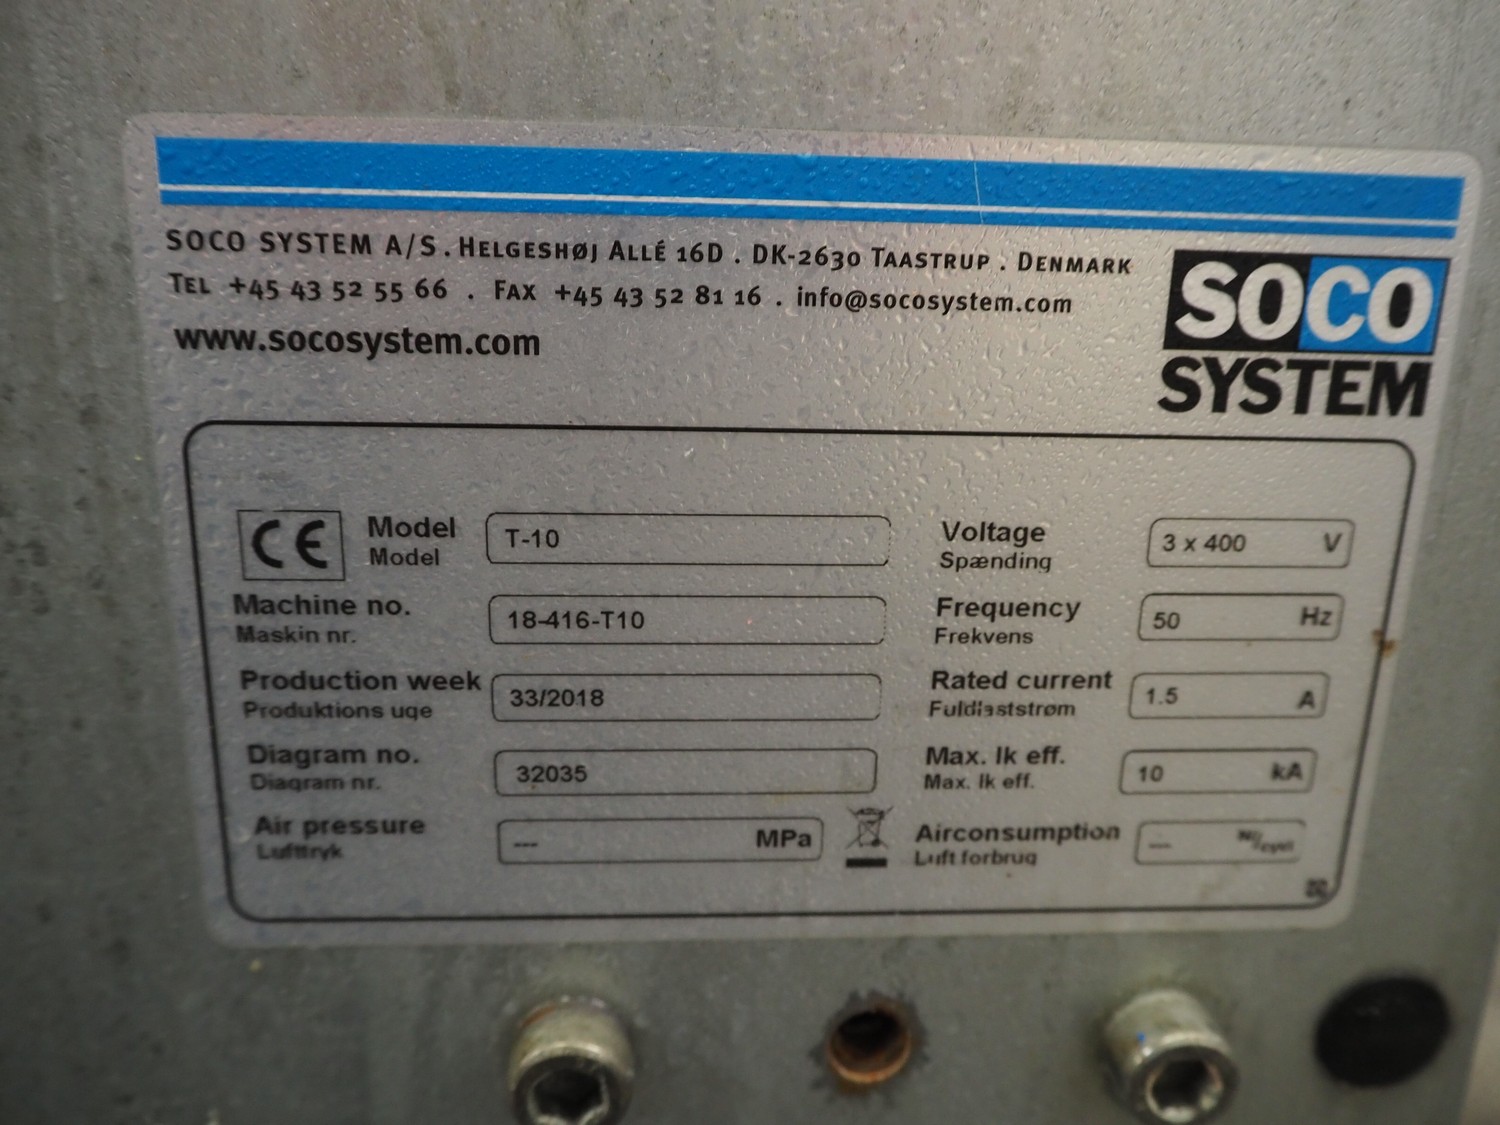 SOCO SYSTEM A/S . HELGESHØJ ALLÉ 16D . DK-2630 TAASTRUP . DENMARK
TEL +45 43 52 55 66 . FAX +45 43 52 81 16 . info@socosystem.com
www.socosystem.com
SOCO
SYSTEM
CE Model T-10
Model
Voltage 3 x 400 V
Spænding
Machine no. 18-416-T10
Maskin nr.
Frequency 50 Hz
Frekvens
Production week 33/2018
Produktions uge
Rated current 1.5 A
Fuldlaststrøm
Diagram no. 32035
Diagram nr.
Max. Ik eff. 10 kA
Max. Ik eff.
Air pressure --- MPa
Lufttryk
Airconsumption ---
Luft forbrug